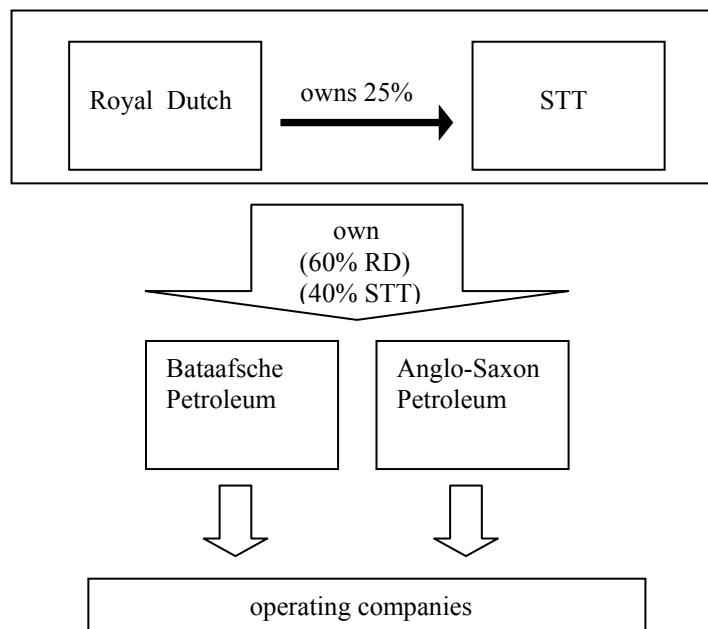 Royal Dutch
owns 25%
STT
own
(60% RD)
(40% STT)
Bataafsche
Petroleum
Anglo-Saxon
Petroleum
operating companies